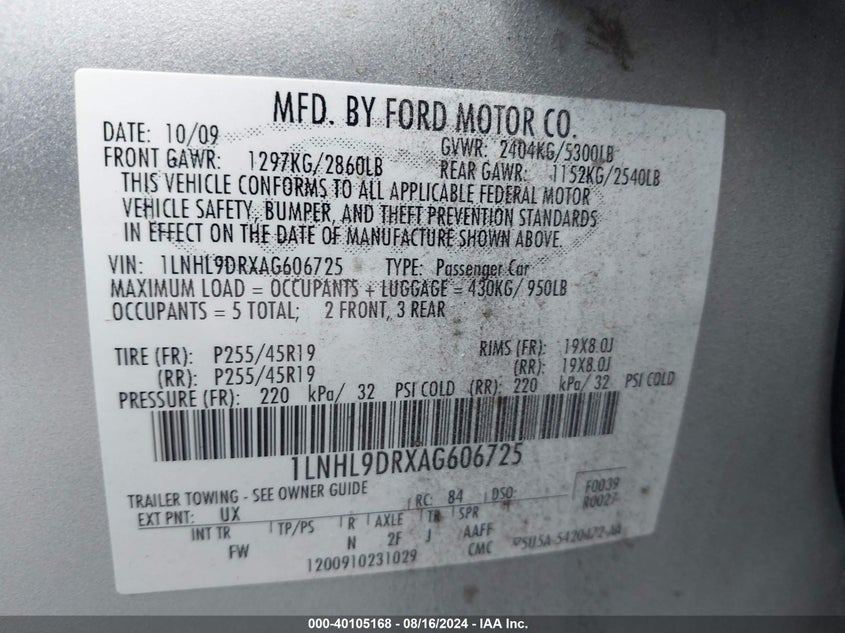 MFD. BY FORD MOTOR CO.
DATE: 10/09 GVWR: 2404KG/5300LB
FRONT GAWR: 1297KG/2860LB REAR GAWR: 1152KG/2540LB
THIS VEHICLE CONFORMS TO ALL APPLICABLE FEDERAL MOTOR
VEHICLE SAFETY, BUMPER, AND THEFT PREVENTION STANDARDS
IN EFFECT ON THE DATE OF MANUFACTURE SHOWN ABOVE.
VIN: 1LNHL9DRXAG606725 TYPE: Passenger Car
MAXIMUM LOAD = OCCUPANTS + LUGGAGE = 430KG/ 950LB
OCCUPANTS = 5 TOTAL; 2 FRONT, 3 REAR
TIRE (FR): P255/45R19 RIMS (FR): 19X8.0J
(RR): P255/45R19 (RR): 19X8.0J
PRESSURE (FR): 220 kPa/ 32 PSI COLD (RR): 220 kPa/ 32 PSI COLD
1LNHL9DRXAG606725
TRAILER TOWING - SEE OWNER GUIDE
EXT PNT: UX RC: 84 DSO: F0039
R0027
INT TR TP/PS R AXLE TR SPR
FW N 2F J AAFF
1200910231029 CMC
000-40105168 - 08/16/2024 - IAA Inc.